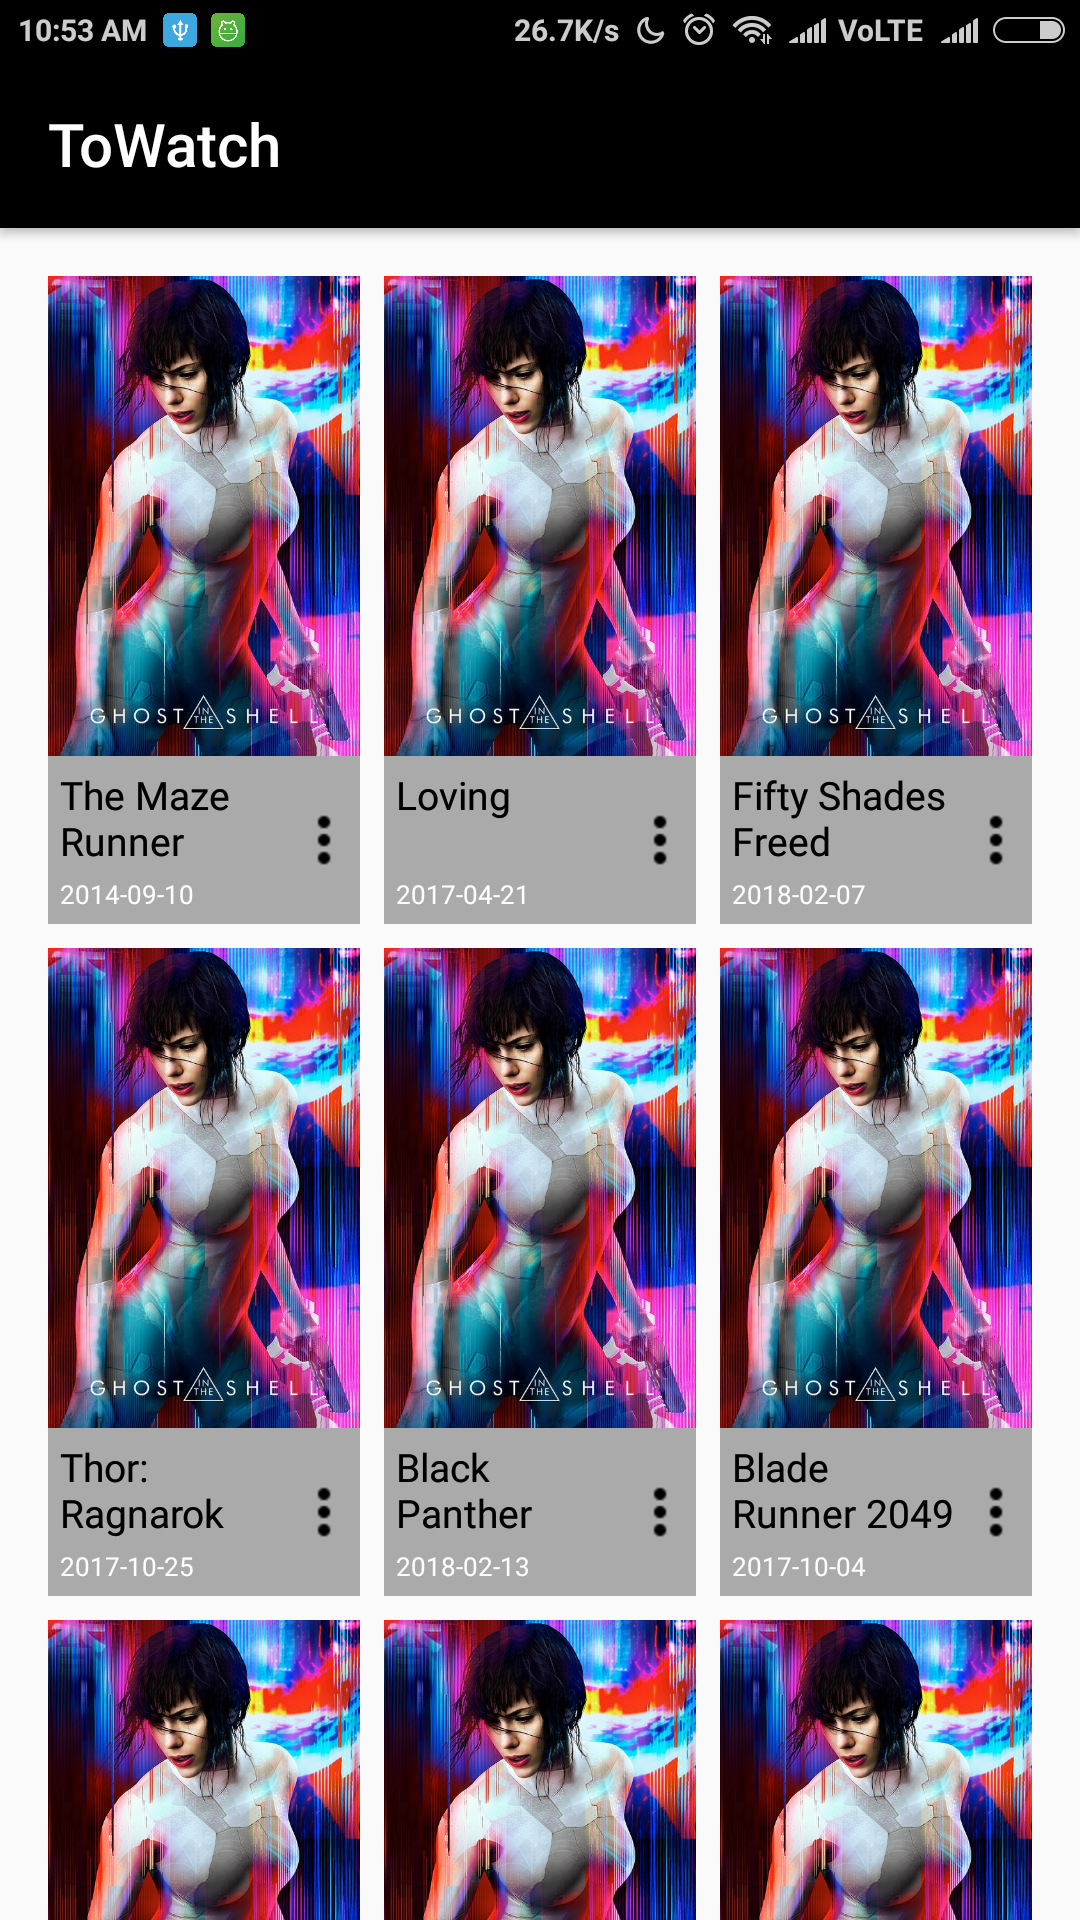 10:53 AM 26.7K/s VoLTE
ToWatch
GHOST IN THE SHELL GHOST IN THE SHELL GHOST IN THE SHELL
The Maze Loving Fifty Shades
Runner Freed
2014-09-10 2017-04-21 2018-02-07
GHOST IN THE SHELL GHOST IN THE SHELL GHOST IN THE SHELL
Thor: Black Blade
Ragnarok Panther Runner 2049
2017-10-25 2018-02-13 2017-10-04